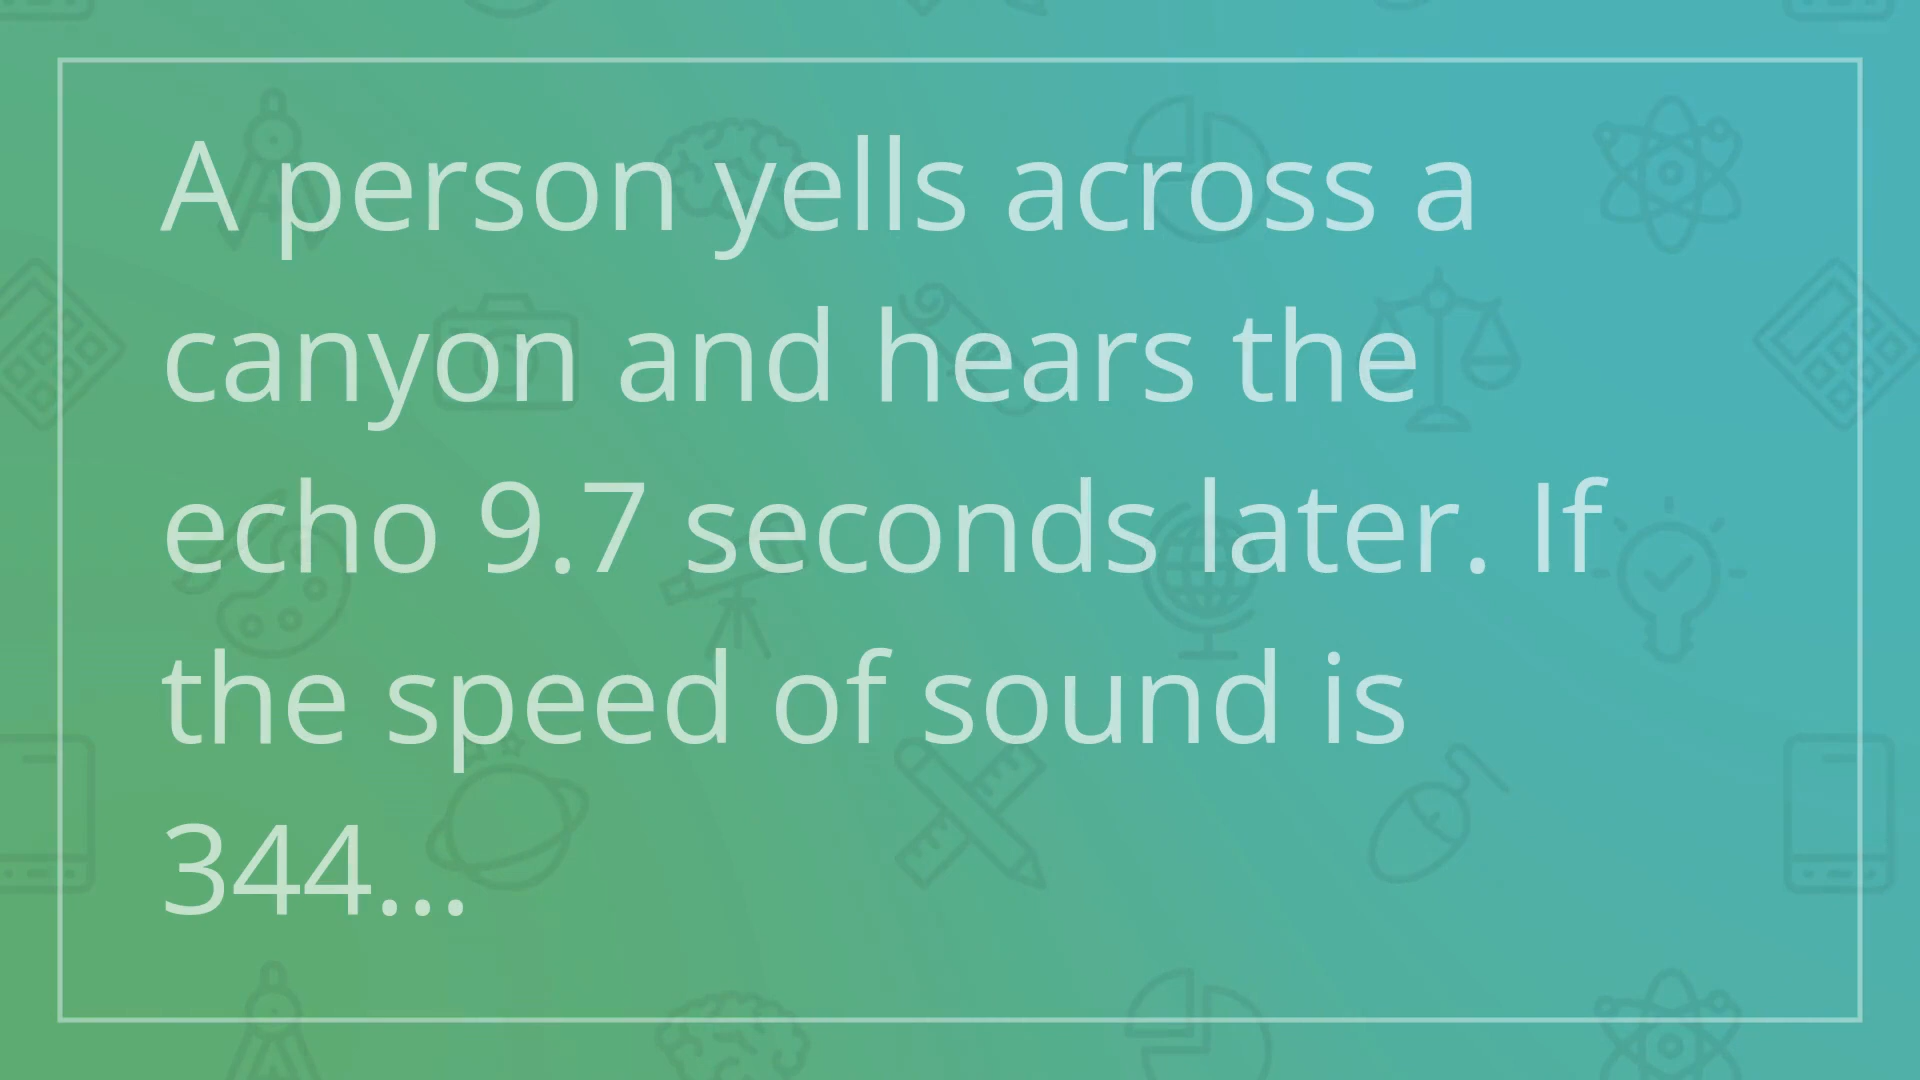 A person yells across a
canyon and hears the
echo 9.7 seconds later. If
the speed of sound is
344...